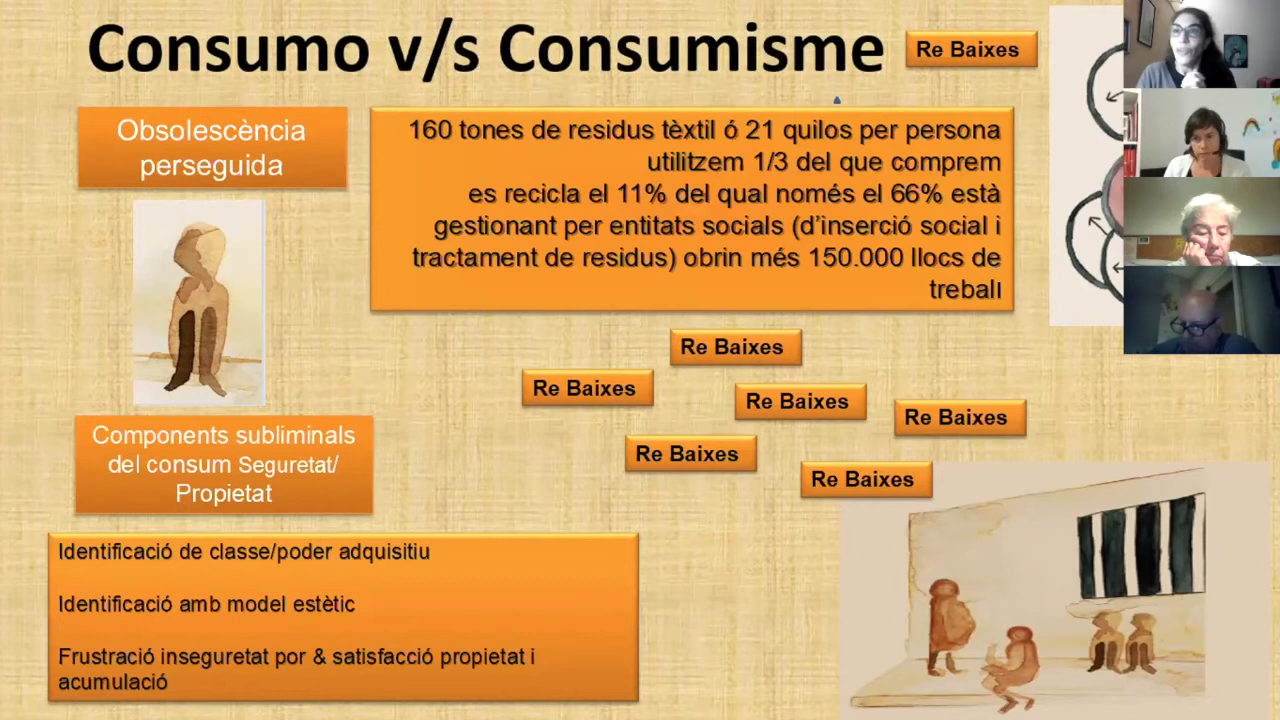 Consumo v/s Consumisme
Re Baixes
Obsolescència
perseguida
160 tones de residus tèxtil ó 21 quilos per persona
utilitzem 1/3 del que comprem
es recicla el 11% del qual només el 66% està
gestionant per entitats socials (d’inserció social i
tractament de residus) obrin més 150.000 llocs de
treball
Re Baixes
Re Baixes
Re Baixes
Re Baixes
Re Baixes
Re Baixes
Components subliminals
del consum Seguretat/
Propietat
Identificació de classe/poder adquisitiu
Identificació amb model estètic
Frustració inseguretat por & satisfacció propietat i
acumulació